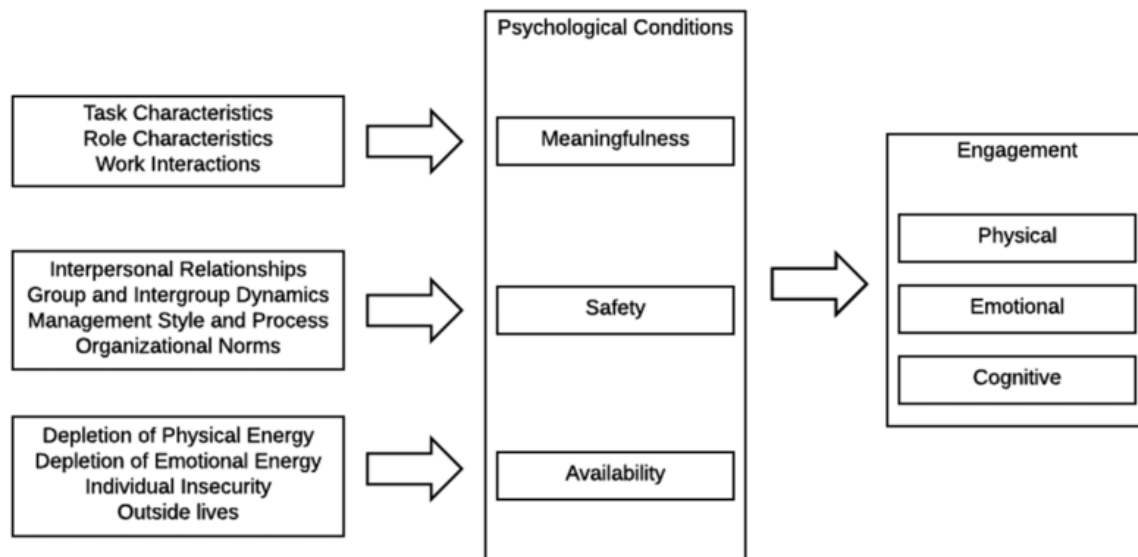 Psychological Conditions
Task Characteristics
Role Characteristics
Work Interactions
Meaningfulness
Interpersonal Relationships
Group and Intergroup Dynamics
Management Style and Process
Organizational Norms
Safety
Depletion of Physical Energy
Depletion of Emotional Energy
Individual Insecurity
Outside lives
Availability
Engagement
Physical
Emotional
Cognitive